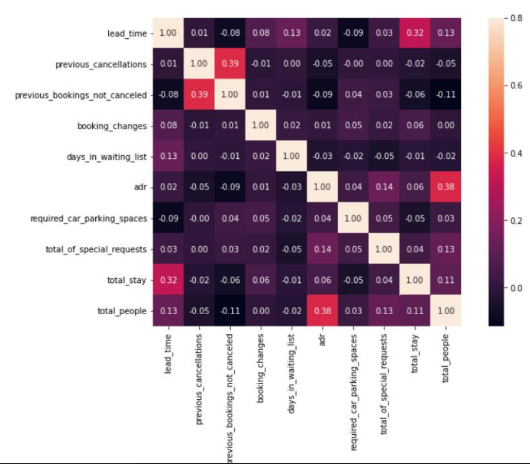 lead_time 1.00 0.01 -0.08 0.08 0.13 0.02 -0.09 0.03 0.32 0.13
previous_cancellations 0.01 1.00 0.39 -0.01 0.00 -0.05 -0.00 0.00 -0.02 -0.05
previous_bookings_not_canceled -0.08 0.39 1.00 0.01 -0.01 -0.09 0.04 0.03 -0.06 -0.11
booking_changes 0.08 -0.01 0.01 1.00 0.02 0.01 0.05 0.02 0.06 0.00
days_in_waiting_list 0.13 0.00 -0.01 0.02 1.00 -0.03 -0.02 -0.05 -0.01 -0.02
adr 0.02 -0.05 -0.09 0.01 -0.03 1.00 0.04 0.14 0.06 0.38
required_car_parking_spaces -0.09 -0.00 0.04 0.05 -0.02 0.04 1.00 0.05 -0.05 0.03
total_of_special_requests 0.03 0.00 0.03 0.02 -0.05 0.14 0.05 1.00 0.04 0.13
total_stay 0.32 -0.02 -0.06 0.06 -0.01 0.06 -0.05 0.04 1.00 0.11
total_people 0.13 -0.05 -0.11 0.00 -0.02 0.38 0.03 0.13 0.11 1.00
lead_time
previous_cancellations
previous_bookings_not_canceled
booking_changes
days_in_waiting_list
adr
required_car_parking_spaces
total_of_special_requests
total_stay
total_people
0.8
0.6
0.4
0.2
0.0